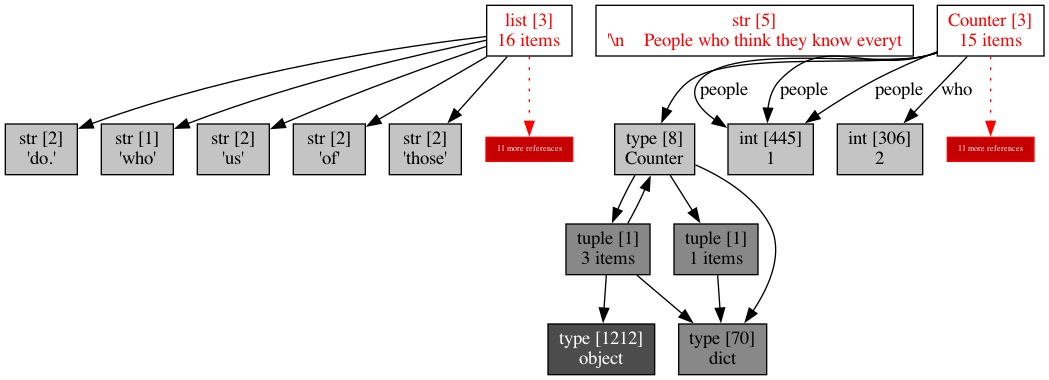 list [3]
16 items
str [5]
'\n    People who think they know everyt
Counter [3]
15 items
people
people
people
who
str [2]
'do.'
str [1]
'who'
str [2]
'us'
str [2]
'of'
str [2]
'those'
11 more references
type [8]
Counter
int [445]
1
int [306]
2
11 more references
tuple [1]
3 items
tuple [1]
1 items
type [1212]
object
type [70]
dict